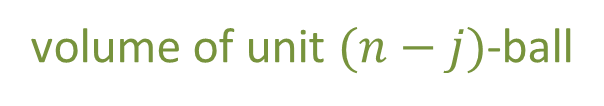 volume of unit (𝑛 − 𝑗)-ball